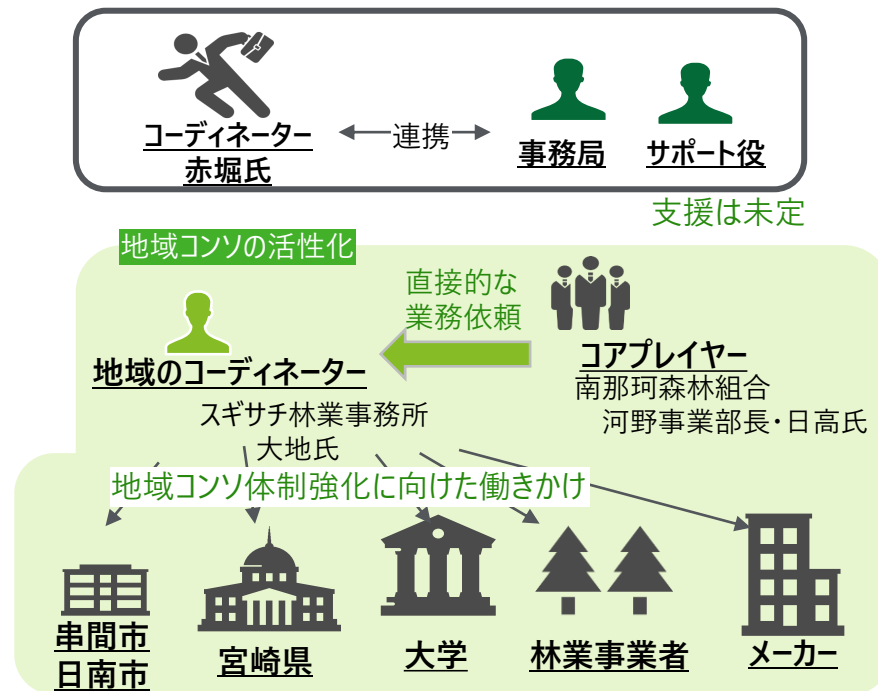 コーディネーター
赤堀氏
連携
事務局
サポート役
支援は未定
地域コンソの活性化
直接的な
業務依頼
地域のコーディネーター
スギサチ林業事務所
大地氏
コアプレイヤー
南那珂森林組合
河野事業部長・日高氏
地域コンソ体制強化に向けた働きかけ
串間市
日南市
宮崎県
大学
林業事業者
メーカー